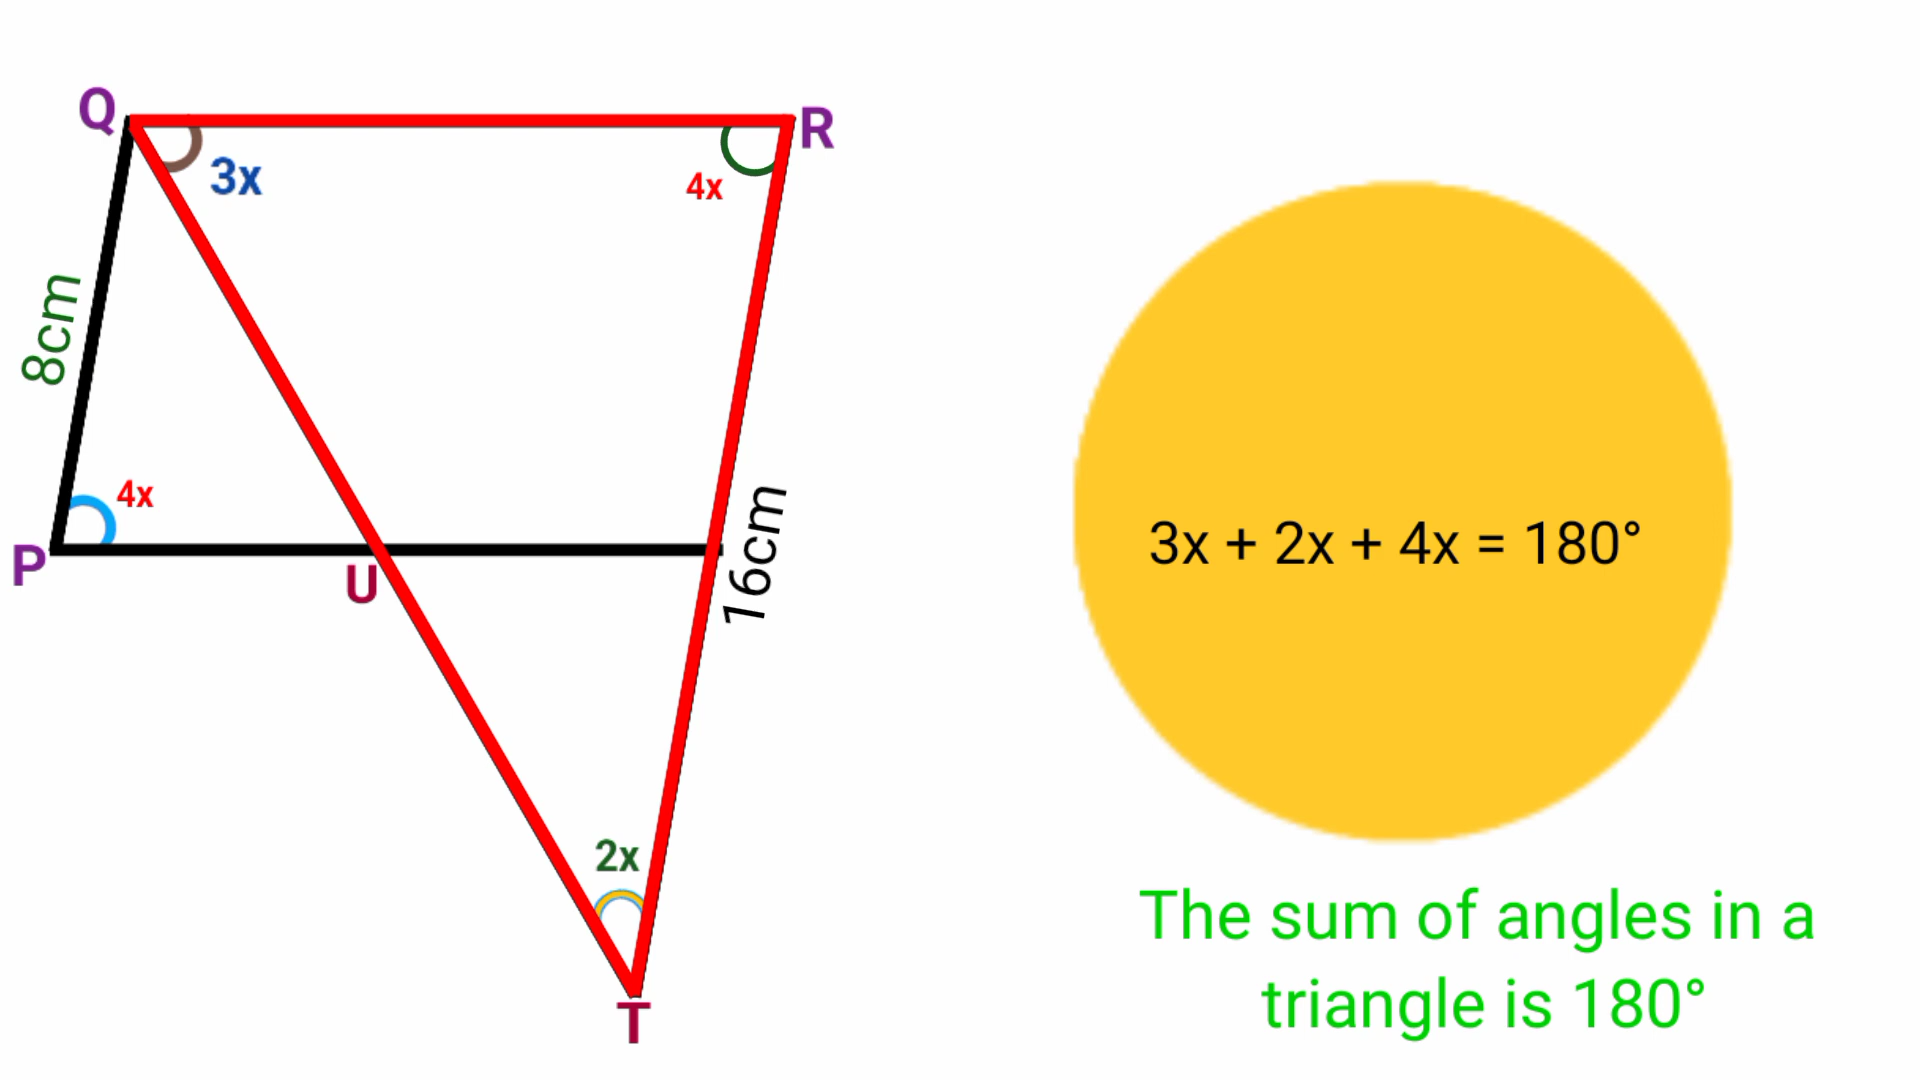 Q
R
3x
4x
8cm
4x
P
U
16cm
2x
T
3x + 2x + 4x = 180°
The sum of angles in a
triangle is 180°